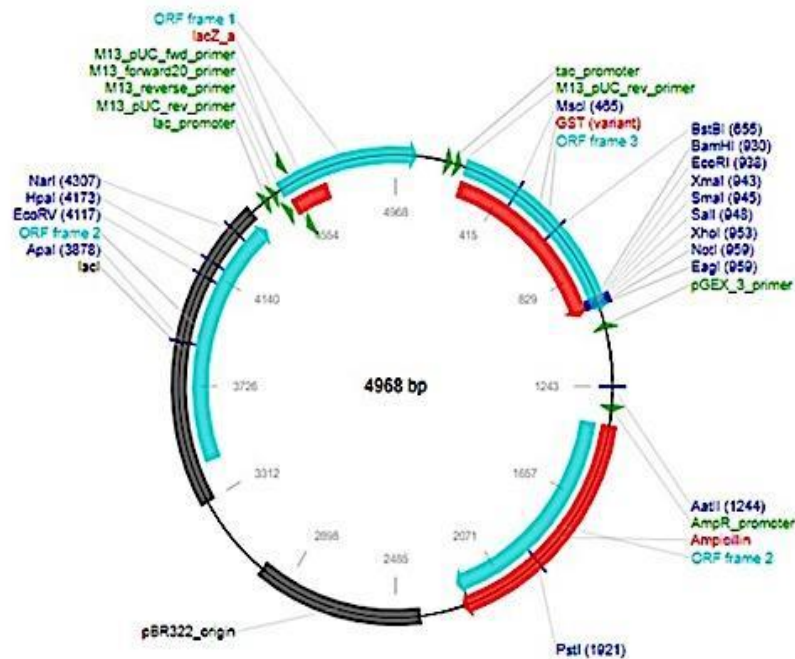 ORF frame 1
lacZ_a
M13_pUC_fwd_primer
M13_forward20_primer
M13_reverse_primer
M13_pUC_rev_primer
lac_promoter
tac_promoter
M13_pUC_rev_primer
MscI (465)
GST (variant)
ORF frame 3
BstBI (655)
BamHI (930)
EcoRI (938)
XmaI (943)
SmaI (945)
SalI (948)
XhoI (953)
NotI (959)
EagI (959)
pGEX_3_primer
NarI (4307)
HpaI (4173)
EcoRV (4117)
ORF frame 2
ApaI (3878)
lacI
4968
4554
415
4140
829
3726
4968 bp
1243
3312
1657
2898
2071
2485
AatII (1244)
AmpR_promoter
Ampicillin
ORF frame 2
pBR322_origin
PstI (1921)